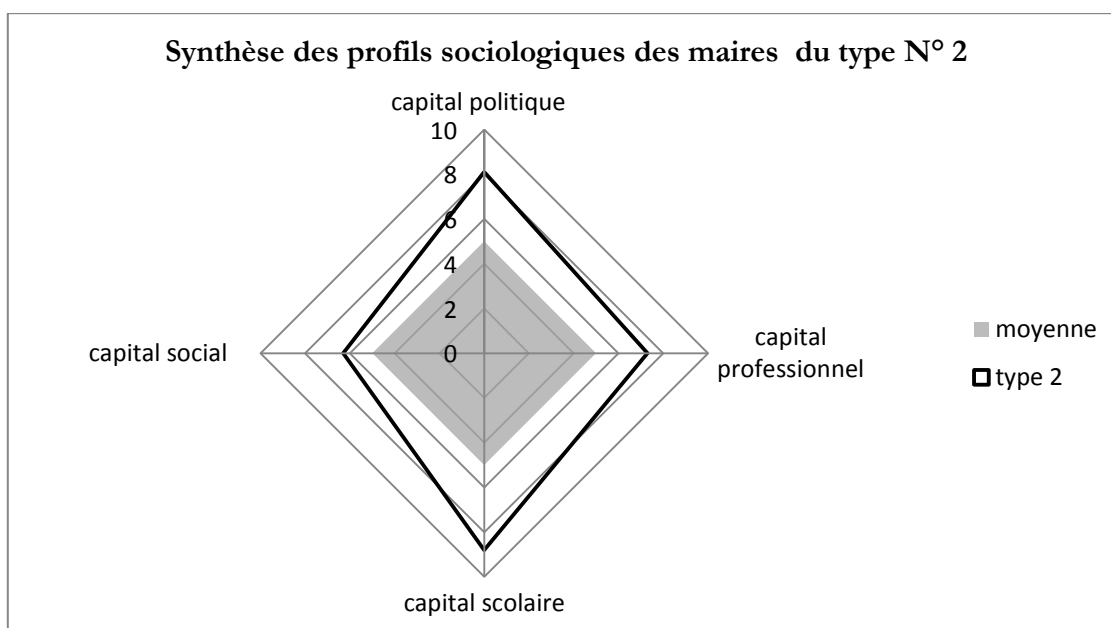 Synthèse des profils sociologiques des maires du type N° 2
capital politique
10
8
6
4
2
0
capital social
capital
professionnel
capital scolaire
moyenne
type 2